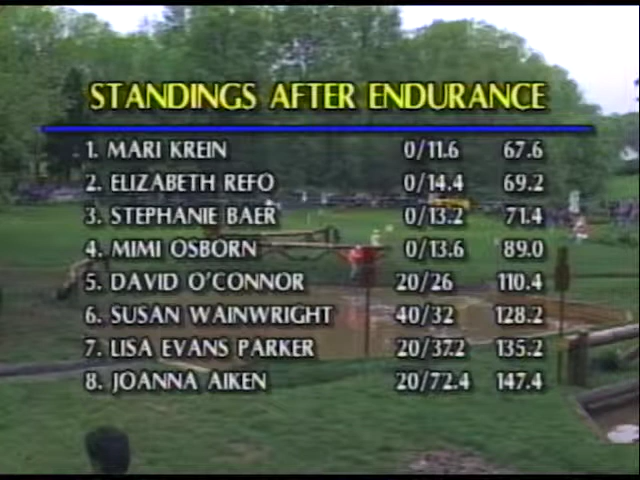 STANDINGS AFTER ENDURANCE
1. MARI KREIN 0/11.6 67.6
2. ELIZABETH REFO 0/14.4 69.2
3. STEPHANIE BAER 0/13.2 71.4
4. MIMI OSBORN 0/13.6 89.0
5. DAVID O'CONNOR 20/26 110.4
6. SUSAN WAINWRIGHT 40/32 128.2
7. LISA EVANS PARKER 20/37.2 135.2
8. JOANNA AIKEN 20/72.4 147.4